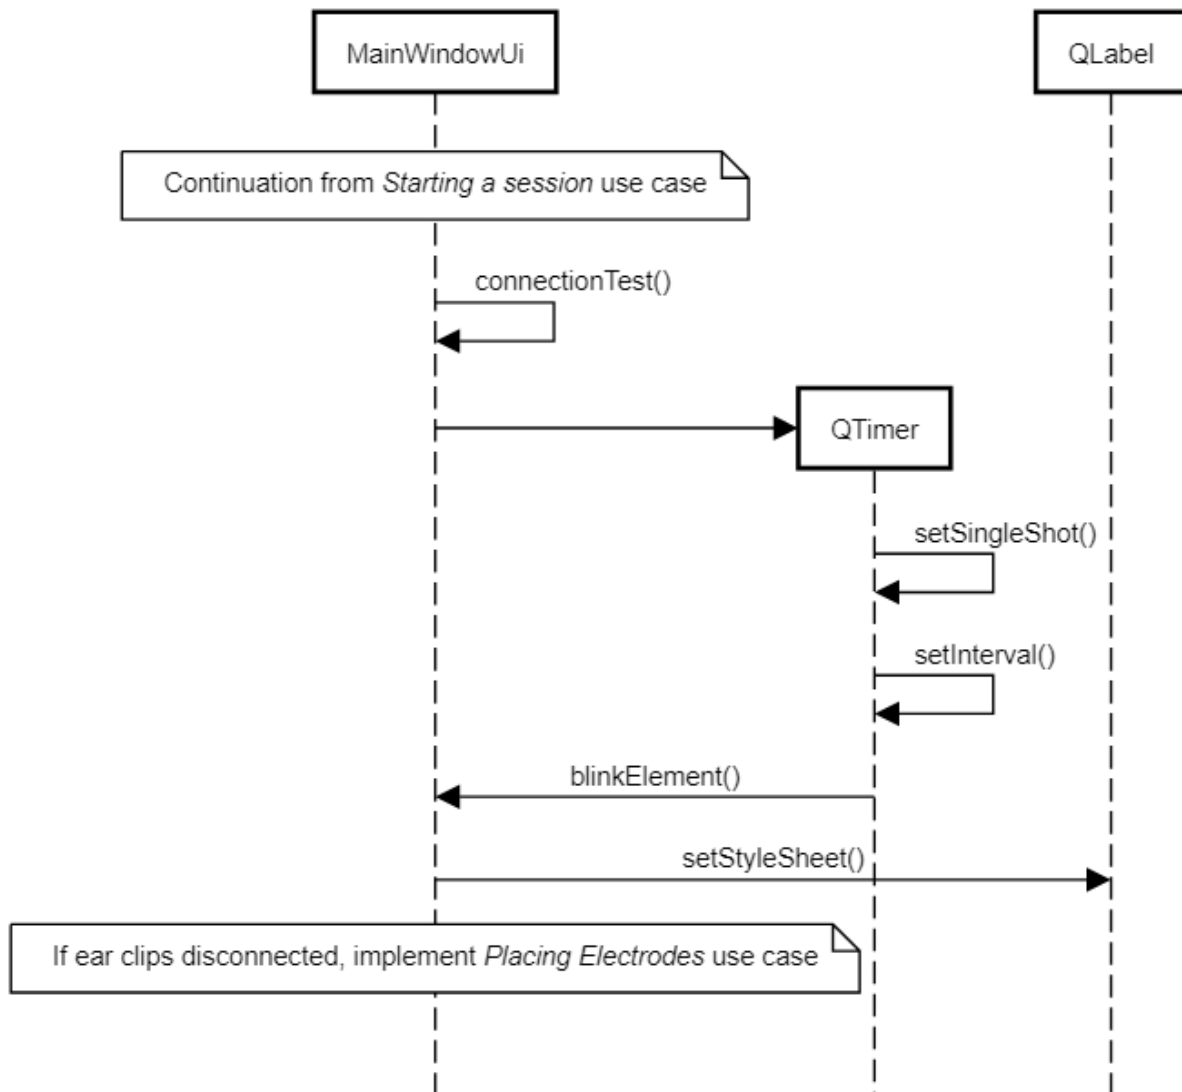 MainWindowUi
QLabel
Continuation from Starting a session use case
connectionTest()
QTimer
setSingleShot()
setInterval()
blinkElement()
setStyleSheet()
If ear clips disconnected, implement Placing Electrodes use case